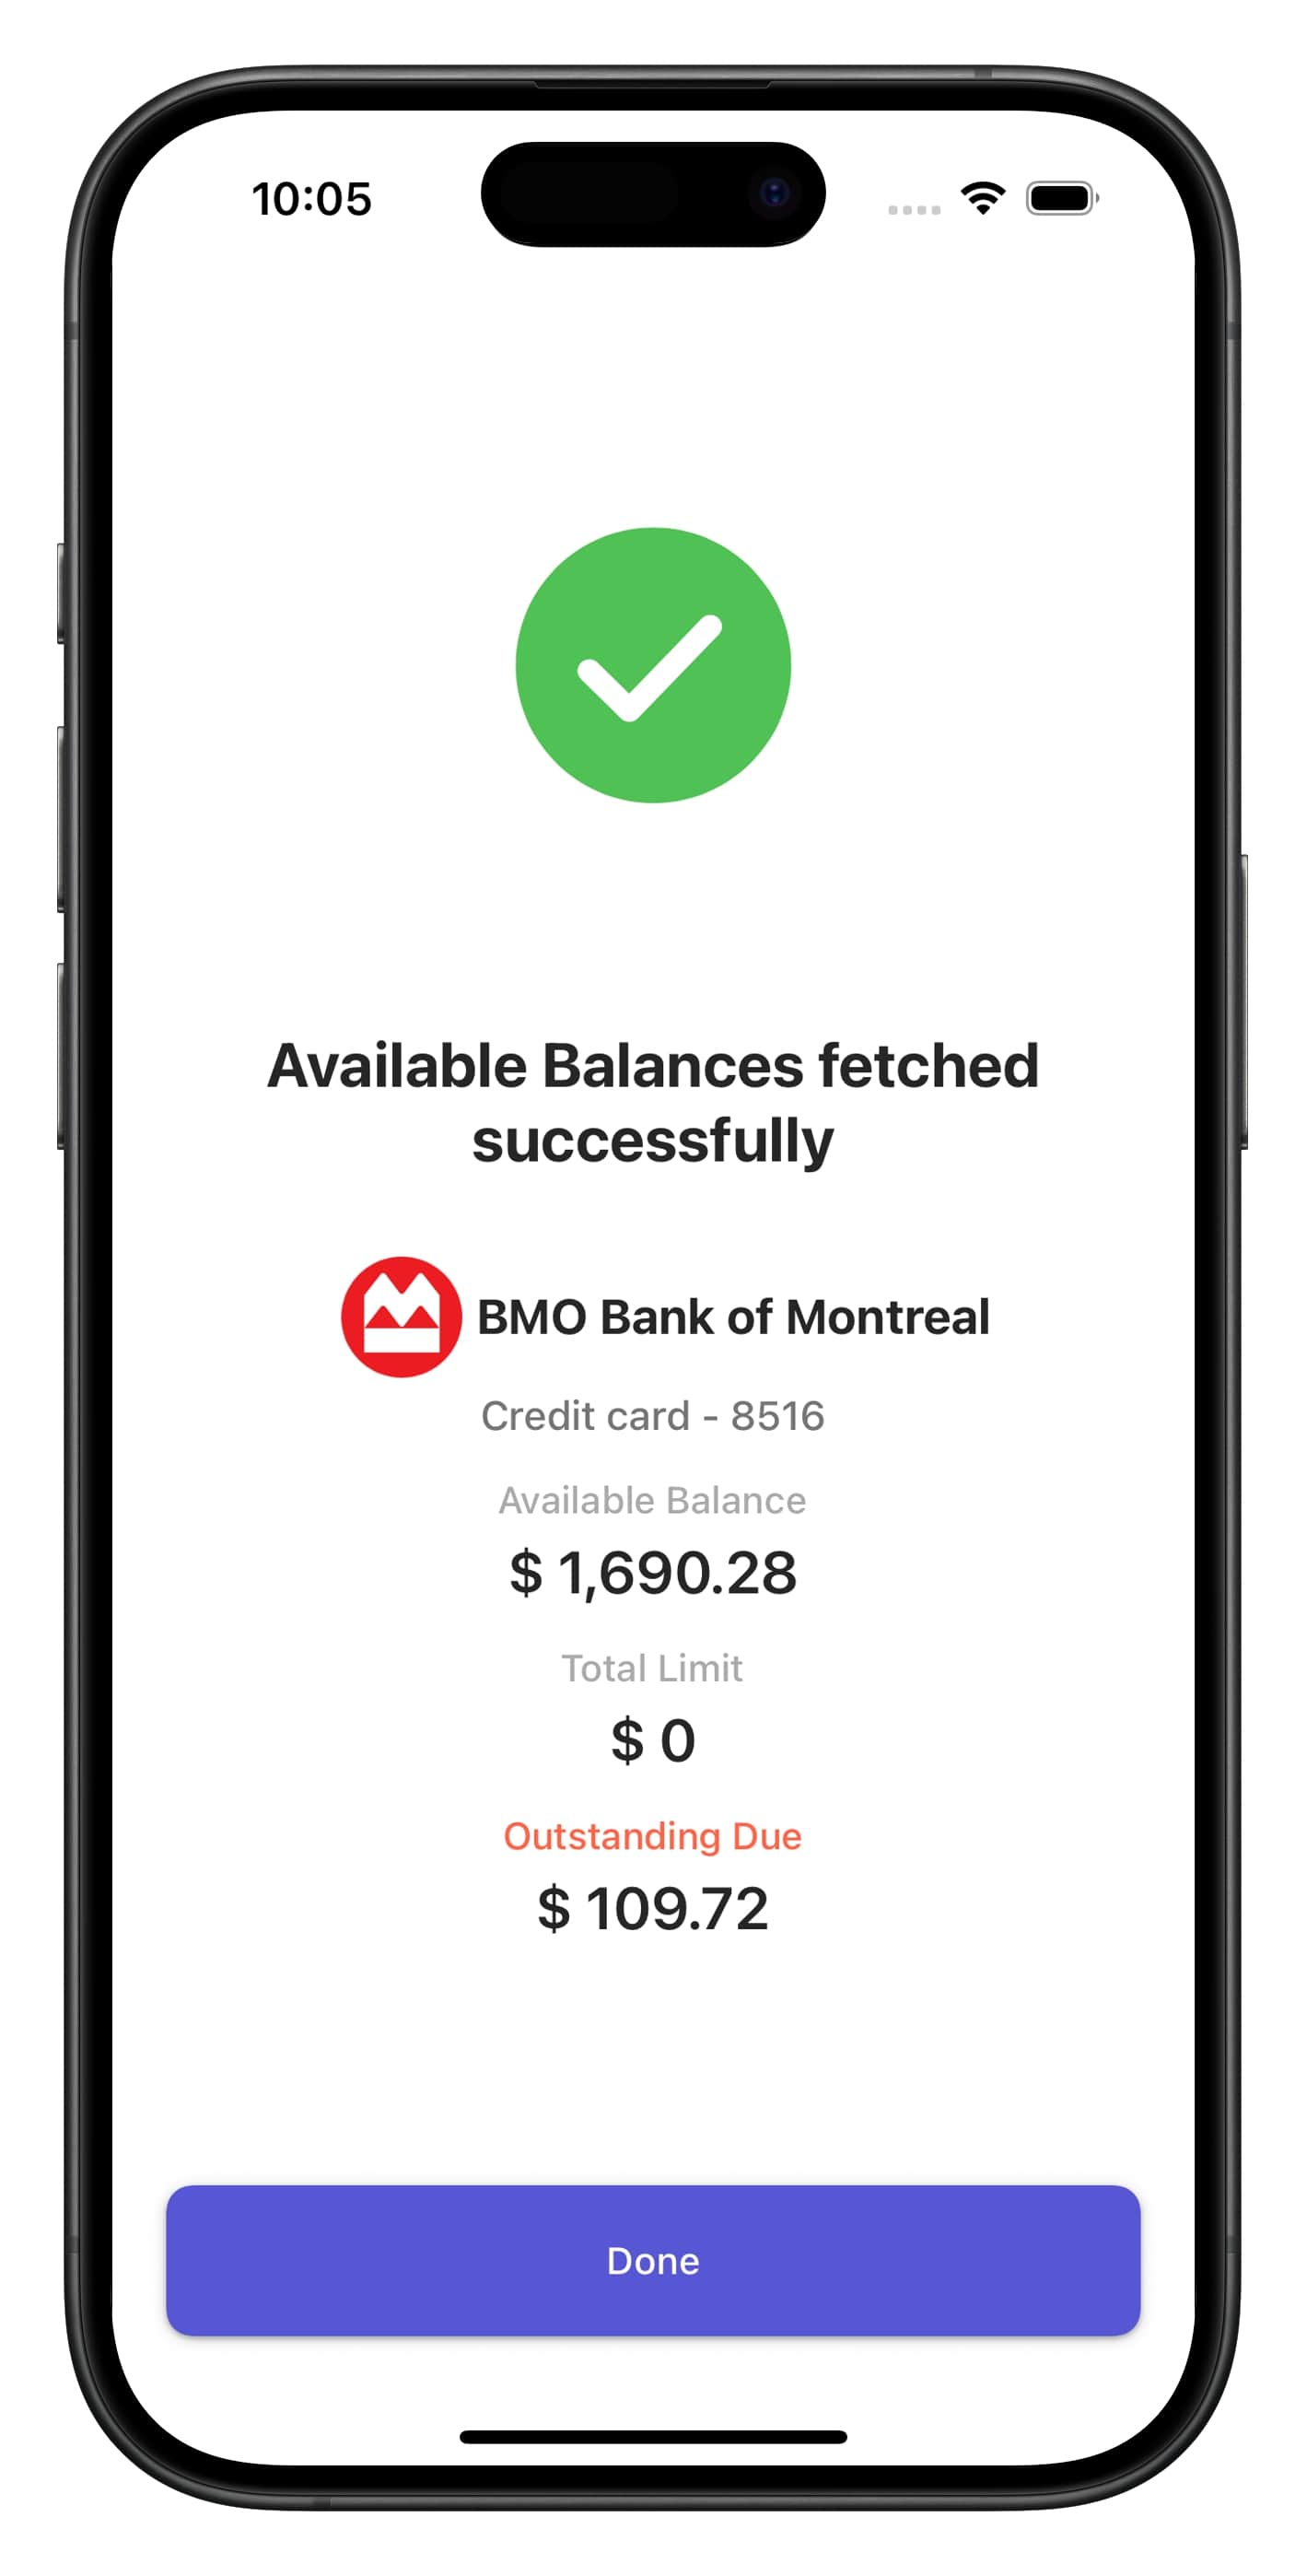 10:05
Available Balances fetched
successfully
BMO Bank of Montreal
Credit card - 8516
Available Balance
$ 1,690.28
Total Limit
$ 0
Outstanding Due
$ 109.72
Done